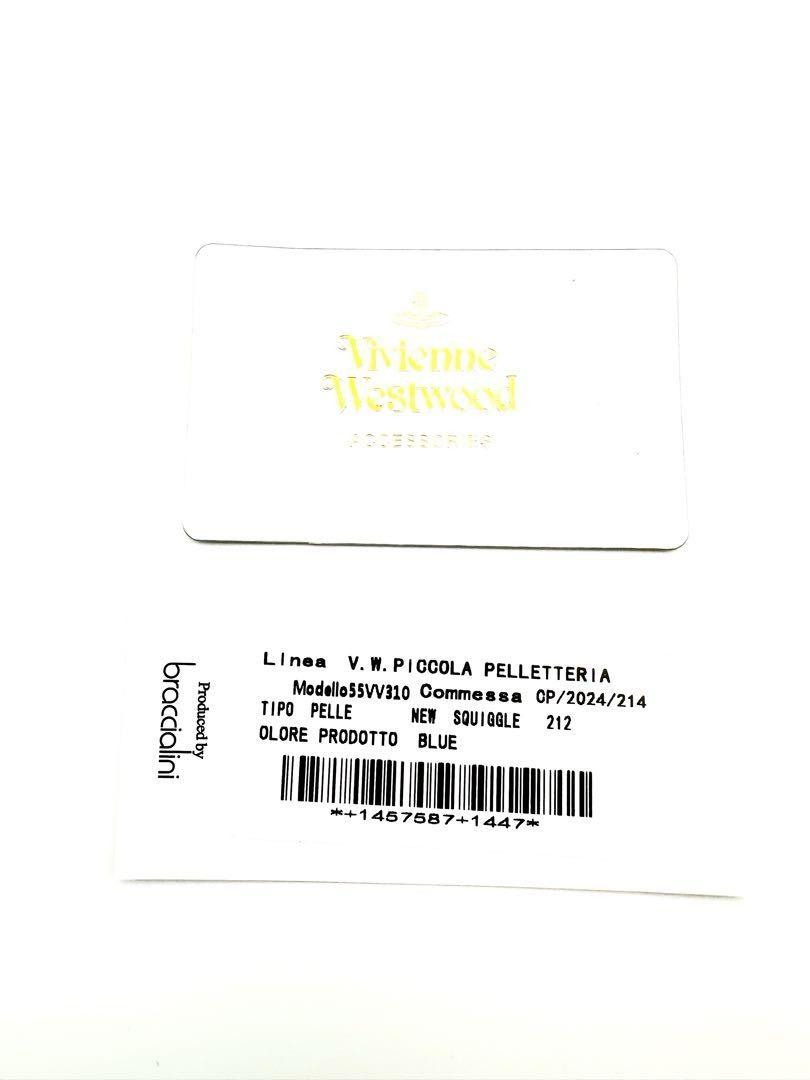 Vivienne
Westwood
ACCESSORIES
Linea V.W.PICCOLA PELLETTERIA
Modello55VV310 Commessa CP/2024/214
TIPO PELLE NEW SQUIGGLE 212
OLORE PRODOTTO BLUE
*+1457587+1447*
Produced by
braccialini